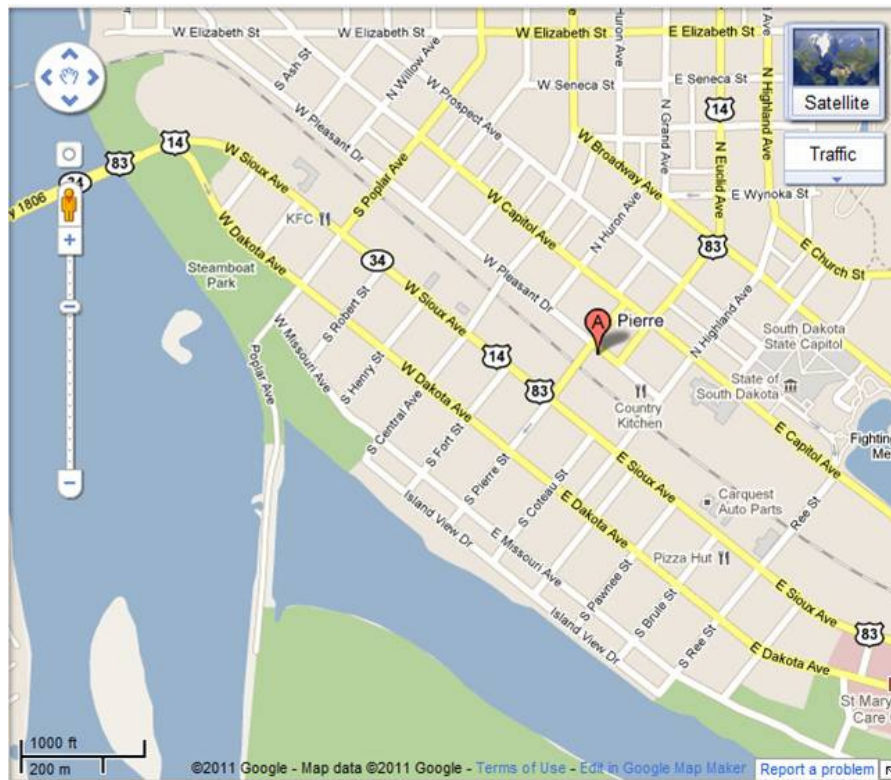 W Elizabeth St
W Elizabeth St
E Elizabeth St
N Huron Ave
S Ash St
N Willow Ave
W Seneca St
E Seneca St
N Highland Ave
Satellite
W Prospect Ave
N Grand Ave
14
N Euclid Ave
W Pleasant Dr
Traffic
14
83
34
y 1806
W Sioux Ave
S Poplar Ave
W Broadway Ave
E Wynoka St
W Capitol Ave
N Huron Ave
KFC
W Dakota Ave
34
83
E Church St
Steamboat
Park
W Pleasant Dr
S Robert St
W Sioux Ave
N Highland Ave
A
Pierre
W Missouri Ave
South Dakota
State Capitol
Poplar Ave
S Henry St
14
83
W Dakota Ave
State of
South Dakota
Country
Kitchen
S Central Ave
S Fort St
E Capitol Ave
Fighting
Me
S Pierre St
E Sioux Ave
Island View Dr
S Coteau St
Carquest
Auto Parts
Ree St
E Dakota Ave
E Missouri Ave
Pizza Hut
S Pawnee St
E Sioux Ave
Island View Dr
S Brule St
83
S Ree St
E Dakota Ave
St Mary
Care C
1000 ft
200 m
©2011 Google - Map data ©2011 Google - Terms of Use - Edit in Google Map Maker
Report a problem